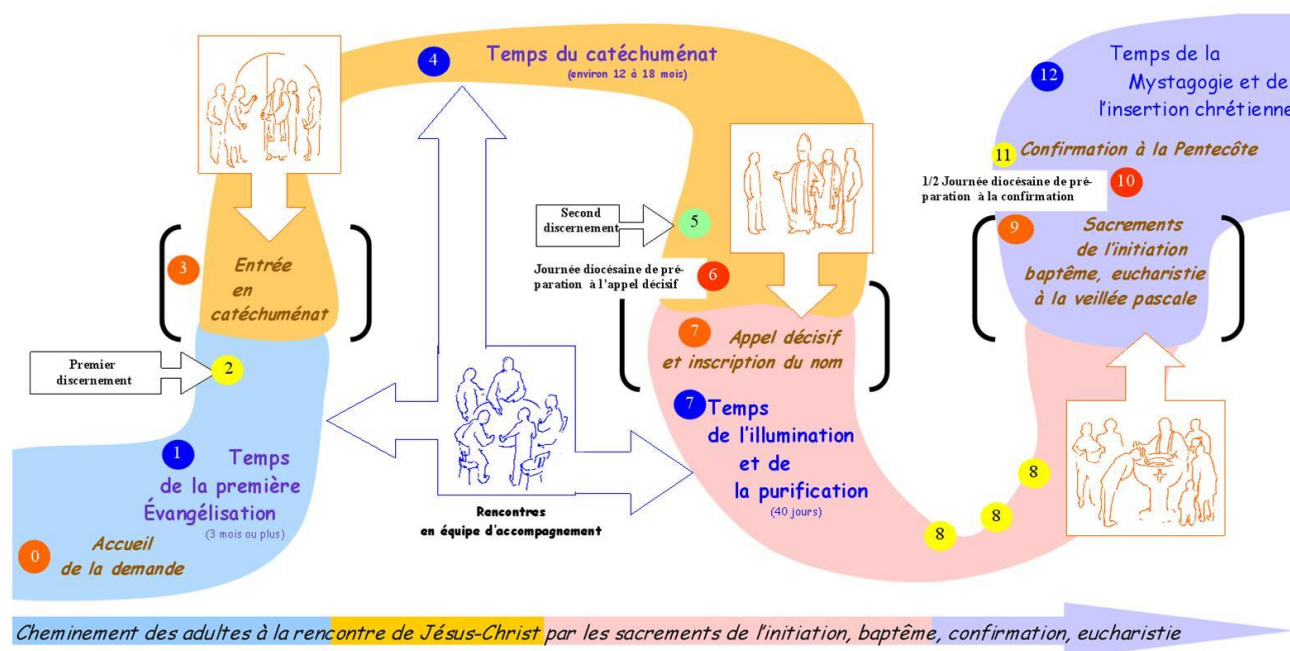 4
Temps du catéchuménat
(environ 12 à 18 mois)
12
Temps de la
Mystagogie et de
l'insertion chrétienne
11
Confirmation à la Pentecôte
1/2 Journée diocésaine de pré-
paration à la confirmation
10
9
Sacrements
de l'initiation
baptême, eucharistie
à la veillée pascale
Second
discernement
5
Journée diocésaine de pré-
paration à l'appel décisif
6
3
Entrée
en
catéchuménat
7
Appel décisif
et inscription du nom
Premier
discernement
2
7
Temps
de l'illumination
et de
la purification
(40 jours)
1
Temps
de la première
Évangélisation
(3 mois ou plus)
8
8
8
Rencontres
en équipe d'accompagnement
0
Accueil
de la demande
Cheminement des adultes à la rencontre de Jésus-Christ par les sacrements de l'initiation, baptême, confirmation, eucharistie